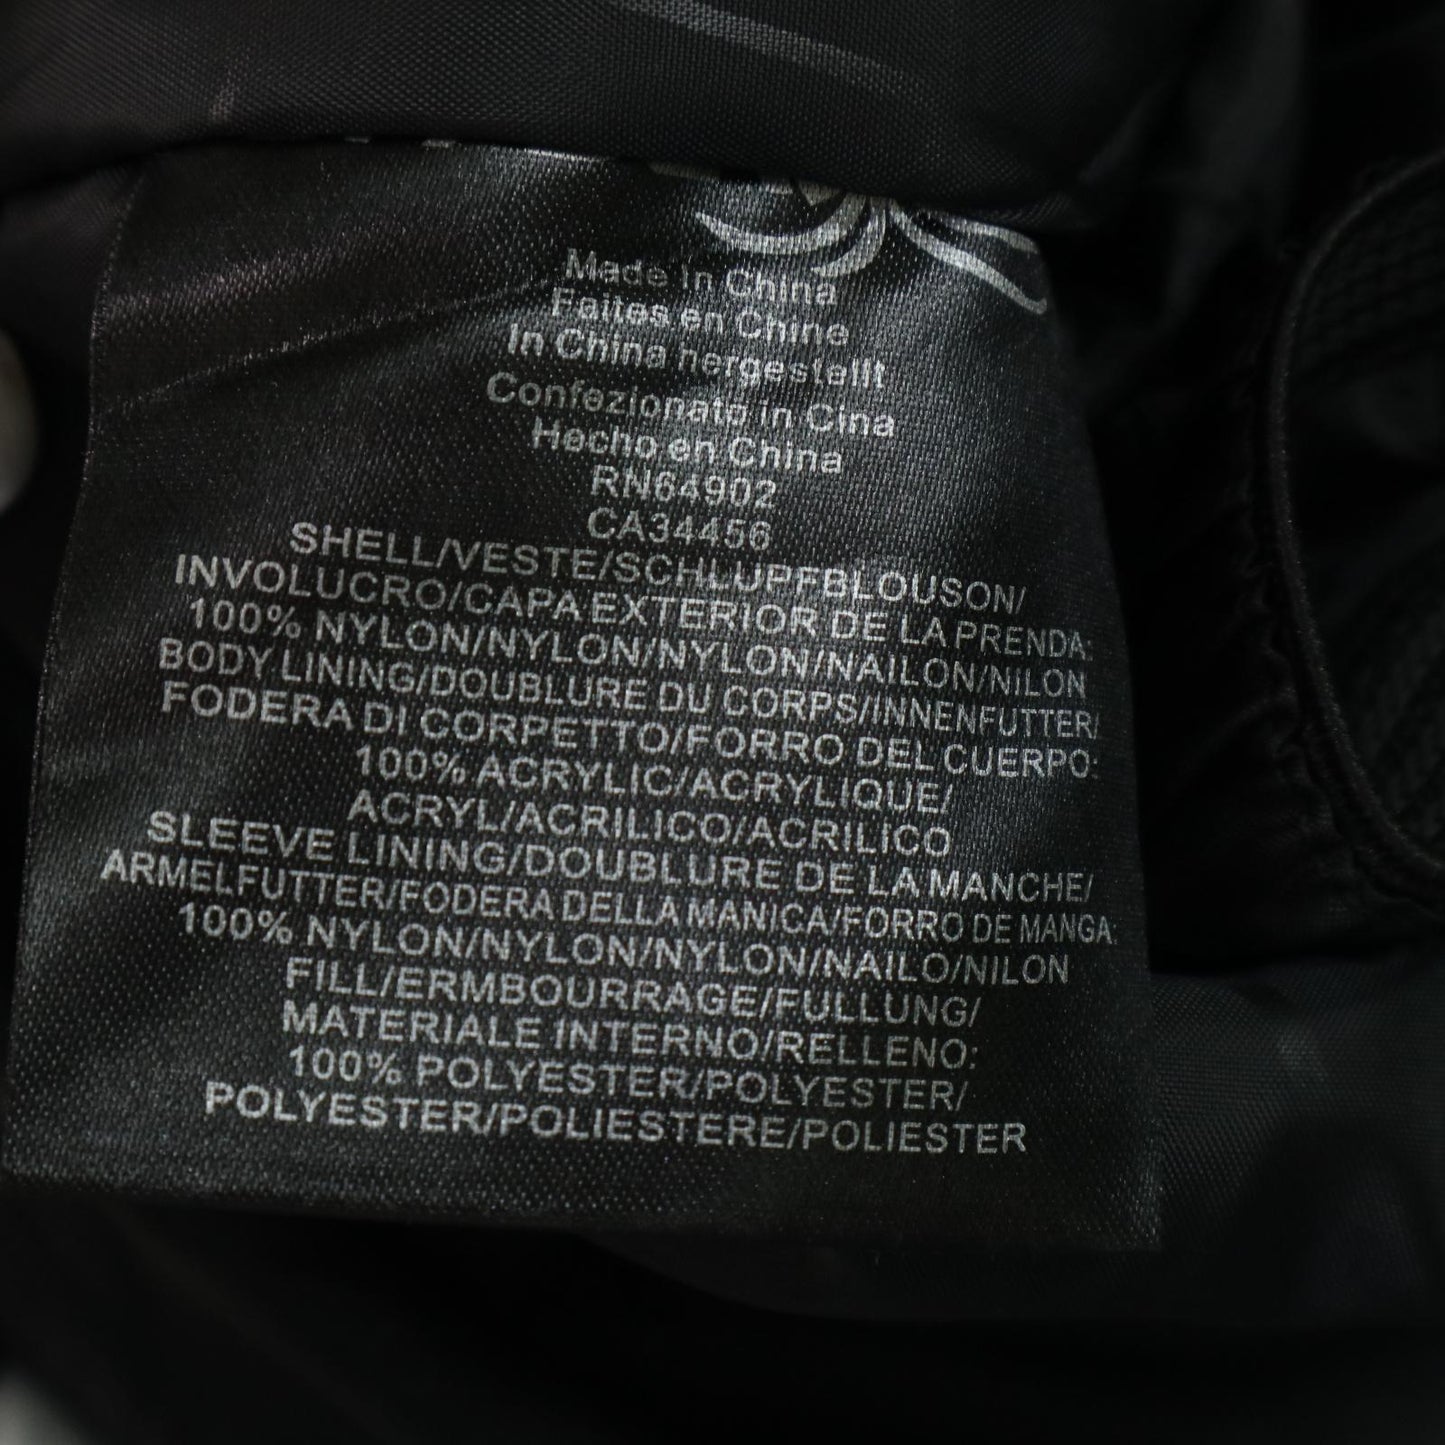 Made in China
Faites en Chine
In China hergestellt
Confezionato in Cina
Hecho en China
RN64902
CA34456
SHELL/VESTE/SCHLUPFBLOUSON/
INVOLUCRO/CAPA EXTERIOR DE LA PRENDA:
100% NYLON/NYLON/NYLON/NAILON/NILON
BODY LINING/DOUBLURE DU CORPS/INNENFUTTER/
FODERA DI CORPETTO/FORRO DEL CUERPO:
100% ACRYLIC/ACRYLIQUE/
ACRYL/ACRILICO/ACRILICO
SLEEVE LINING/DOUBLURE DE LA MANCHE/
ARMELFUTTER/FODERA DELLA MANICA/FORRO DE MANGA:
100% NYLON/NYLON/NYLON/NAILO/NILON
FILL/ERMBOURRAGE/FULLUNG/
MATERIALE INTERNO/RELLENO:
100% POLYESTER/POLYESTER/
POLYESTER/POLIESTERE/POLIESTER